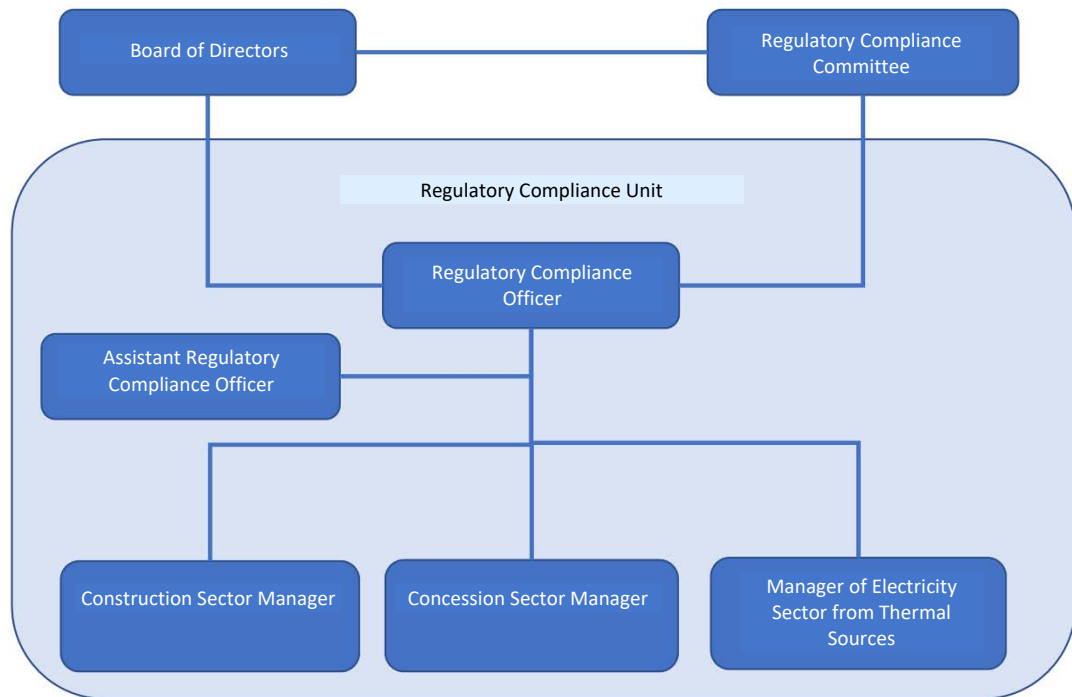 Board of Directors
Regulatory Compliance
Committee
Regulatory Compliance Unit
Regulatory Compliance
Officer
Assistant Regulatory
Compliance Officer
Construction Sector Manager
Concession Sector Manager
Manager of Electricity
Sector from Thermal
Sources